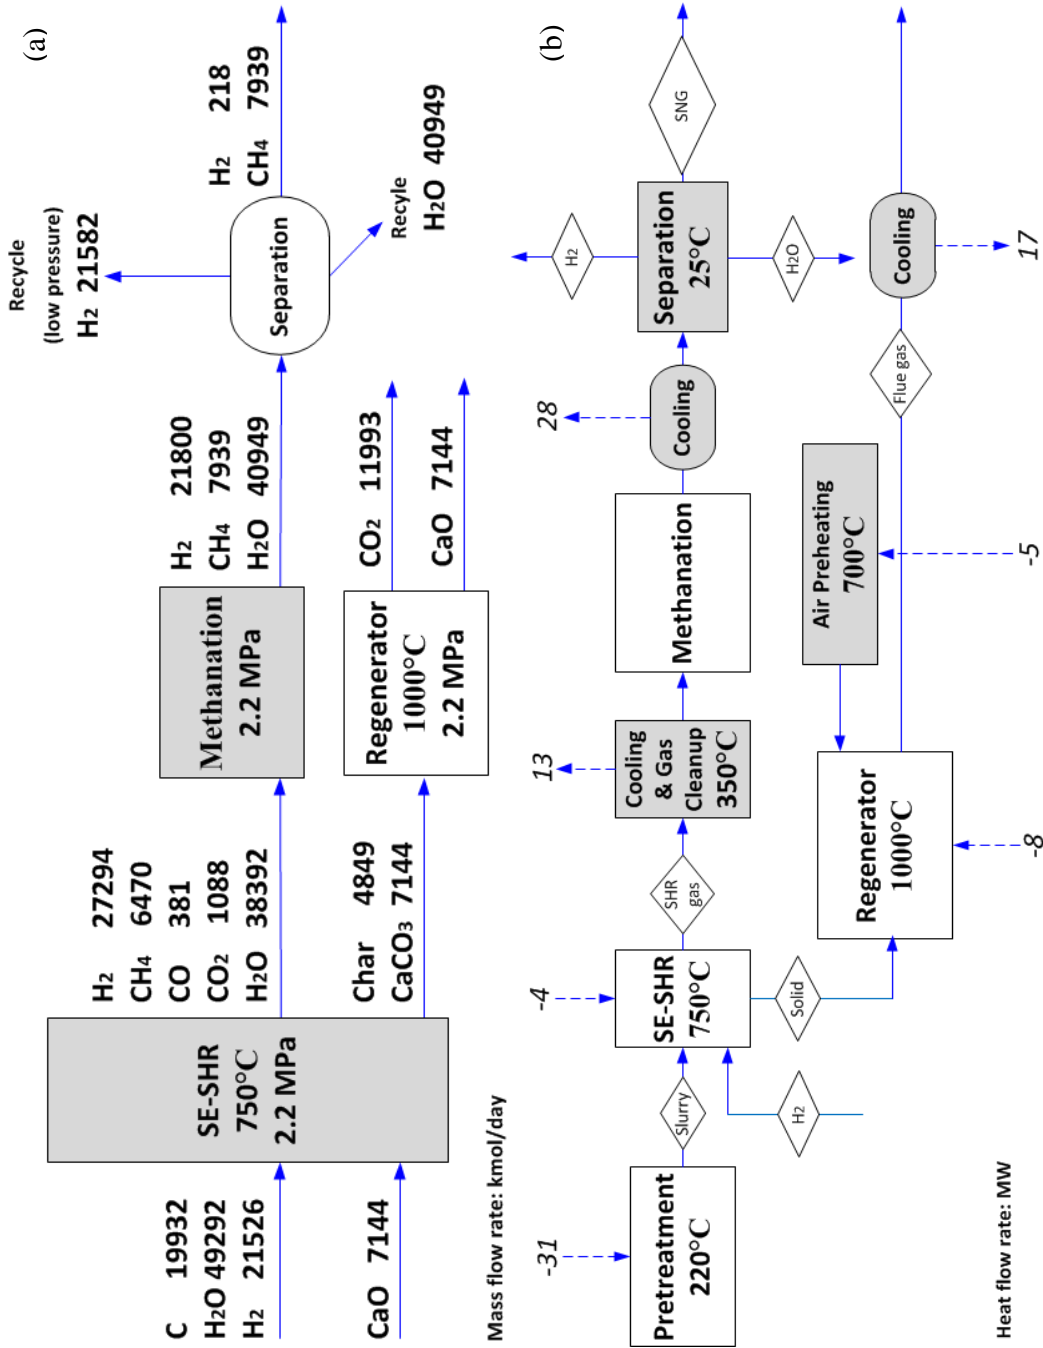 (a)
C 19932
H2O 49292
H2 21526
CaO 7144
SE-SHR
750°C
2.2 MPa
H2 27294
CH4 6470
CO 381
CO2 1088
H2O 38392
Char 4849
CaCO3 7144
Methanation
2.2 MPa
Regenerator
1000°C
2.2 MPa
H2 21800
CH4 7939
H2O 40949
CO2 11993
CaO 7144
Separation
Recycle
(low pressure)
H2 21582
H2 218
CH4 7939
Recyle
H2O 40949
Mass flow rate: kmol/day
(b)
-31
Pretreatment
220°C
Slurry
H2
-4
SE-SHR
750°C
Solid
SHR
gas
13
Cooling
& Gas
Cleanup
350°C
Methanation
28
Cooling
H2
Separation
25°C
H2O
SNG
Regenerator
1000°C
-8
Air Preheating
700°C
-5
Flue gas
Cooling
17
Heat flow rate: MW